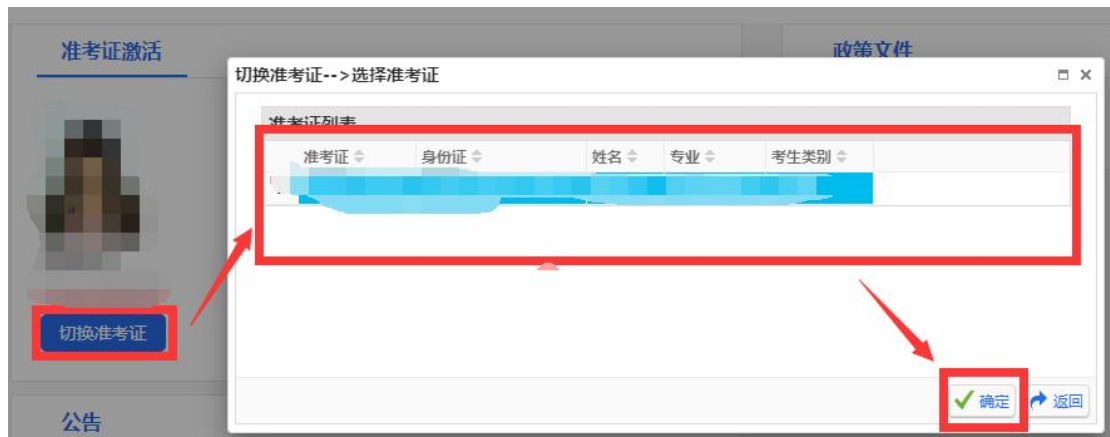 准考证激活
政策文件
切换准考证-->选择准考证
准考证列表
准考证 身份证 姓名 专业 考生类别
切换准考证
确定 返回
公告